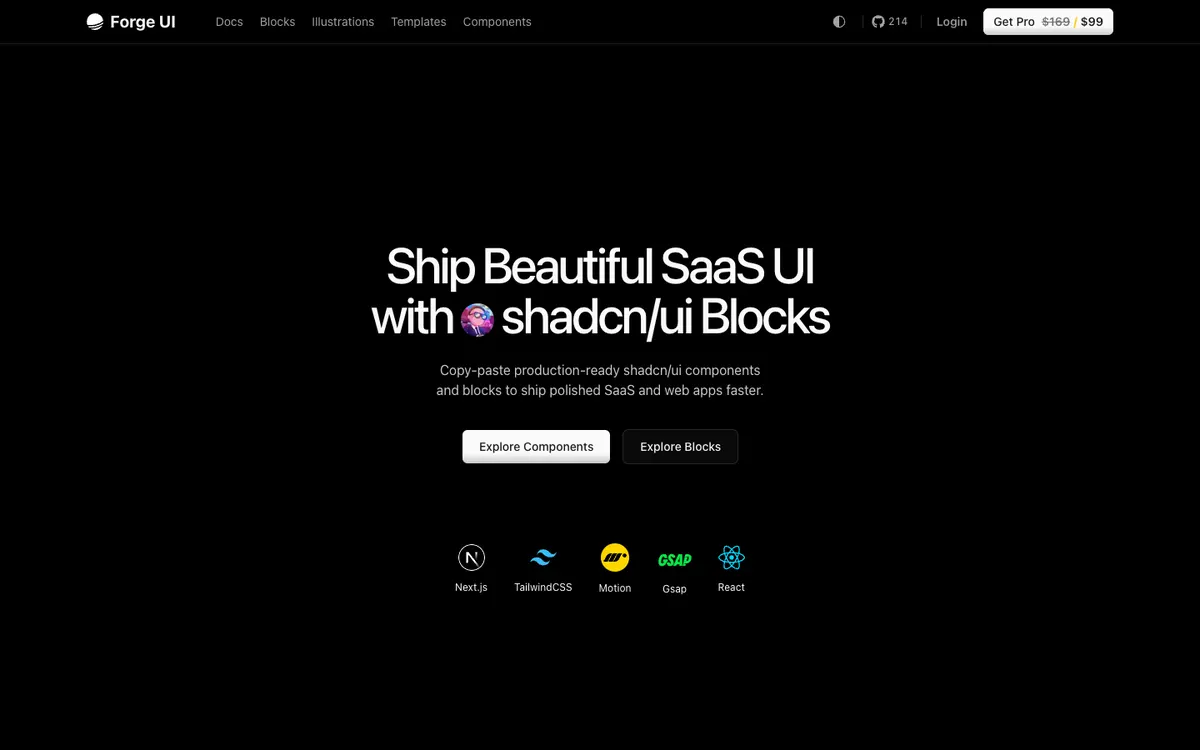 Forge UI
Docs Blocks Illustrations Templates Components
214
Login
Get Pro $169 / $99
Ship Beautiful SaaS UI
with shadcn/ui Blocks
Copy-paste production-ready shadcn/ui components
and blocks to ship polished SaaS and web apps faster.
Explore Components
Explore Blocks
N
GSAP
Next.js
TailwindCSS
Motion
Gsap
React